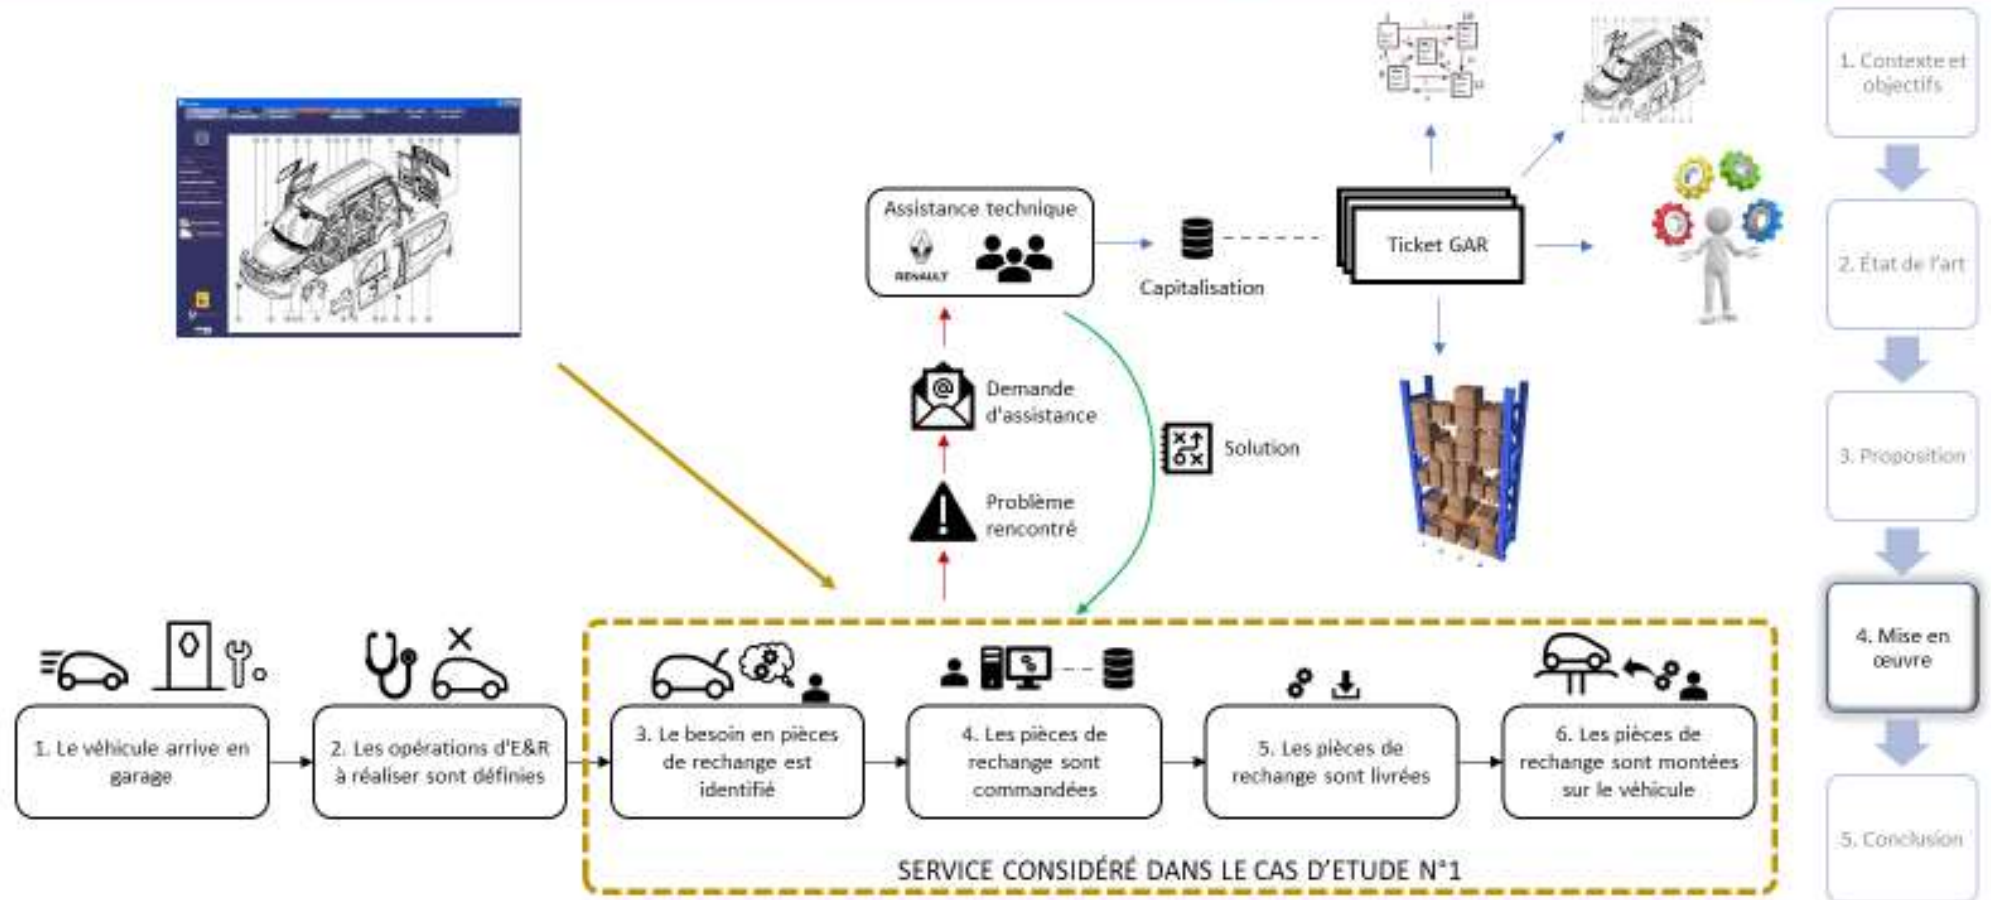 Assistance technique
RENAULT
Capitalisation
Ticket GAR
Demande
d'assistance
Solution
Problème
rencontré
1. Le véhicule arrive en
garage
2. Les opérations d'E&R
à réaliser sont définies
3. Le besoin en pièces
de rechange est
identifié
4. Les pièces de
rechange sont
commandées
5. Les pièces de
rechange sont livrées
6. Les pièces de
rechange sont montées
sur le véhicule
SERVICE CONSIDÉRÉ DANS LE CAS D'ETUDE N°1
1. Contexte et
objectifs
2. État de l'art
3. Proposition
4. Mise en
œuvre
5. Conclusion